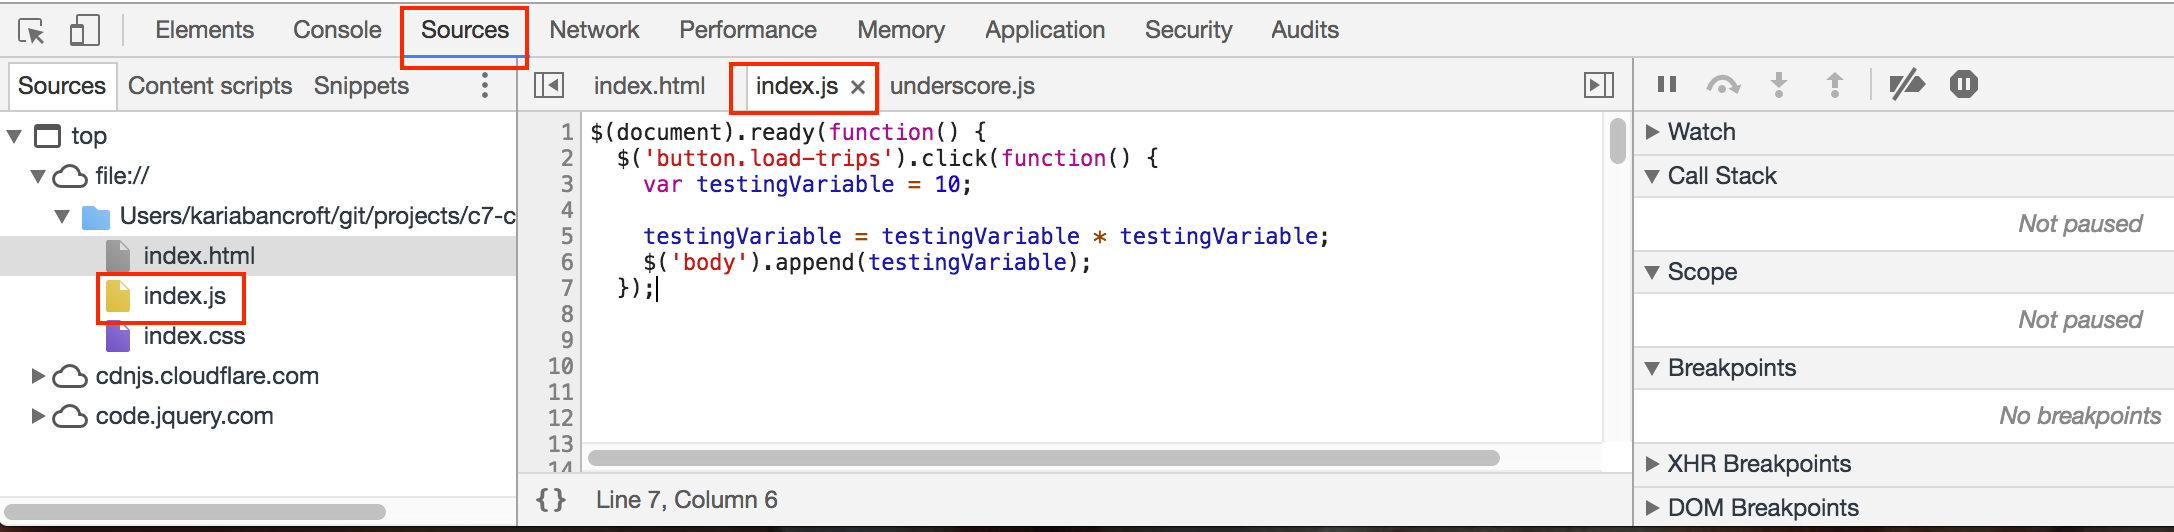 Elements Console Sources Network Performance Memory Application Security Audits
Sources Content scripts Snippets
top
file://
Users/kariabancroft/git/projects/c7-c
index.html
index.js
index.css
cdnjs.cloudflare.com
code.jquery.com
index.html index.js × underscore.js
1 $(document).ready(function() {
2 $('button.load-trips').click(function() {
3 var testingVariable = 10;
4
5 testingVariable = testingVariable * testingVariable;
6 $('body').append(testingVariable);
7 });
8
9
10
11
12
13
14
{} Line 7, Column 6
Watch
Call Stack
Not paused
Scope
Not paused
Breakpoints
No breakpoints
XHR Breakpoints
DOM Breakpoints